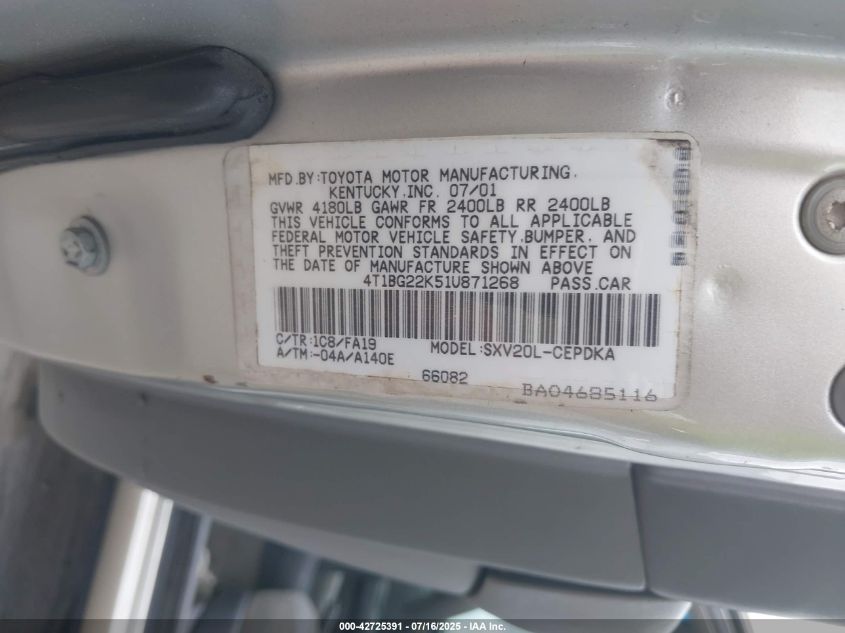 MFD.BY:TOYOTA MOTOR MANUFACTURING.
KENTUCKY.INC. 07/01
GVWR 4180LB GAWR FR 2400LB RR 2400LB
THIS VEHICLE CONFORMS TO ALL APPLICABLE
FEDERAL MOTOR VEHICLE SAFETY.BUMPER. AND
THEFT PREVENTION STANDARDS IN EFFECT ON
THE DATE OF MANUFACTURE SHOWN ABOVE
4T1BG22K51U871268 PASS.CAR
C/TR:1C8/FA19 MODEL:SXV20L-CEPDKA
A/TM:-04A/A140E
66082 BA04685116
000-42725391 - 07/16/2025 - IAA Inc.